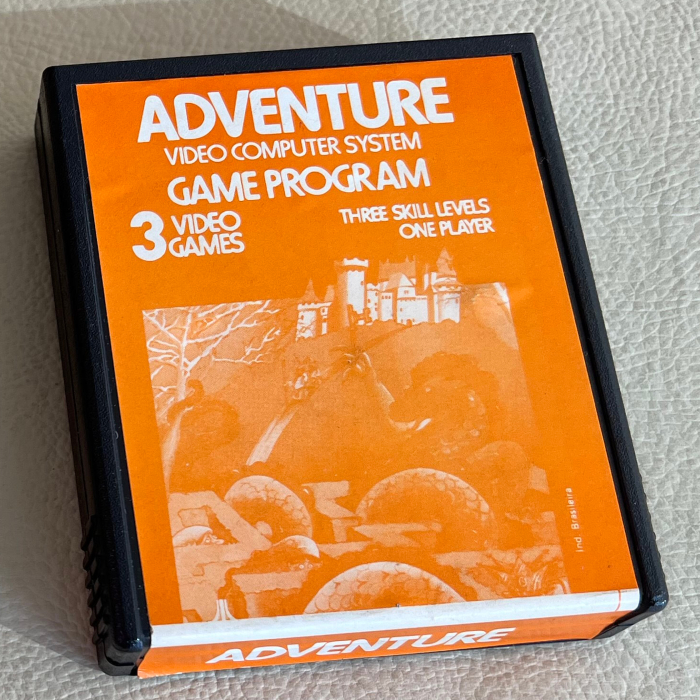 ADVENTURE
VIDEO COMPUTER SYSTEM
GAME PROGRAM
3 VIDEO GAMES
THREE SKILL LEVELS
ONE PLAYER
Ind. Brasileira
ADVENTURE